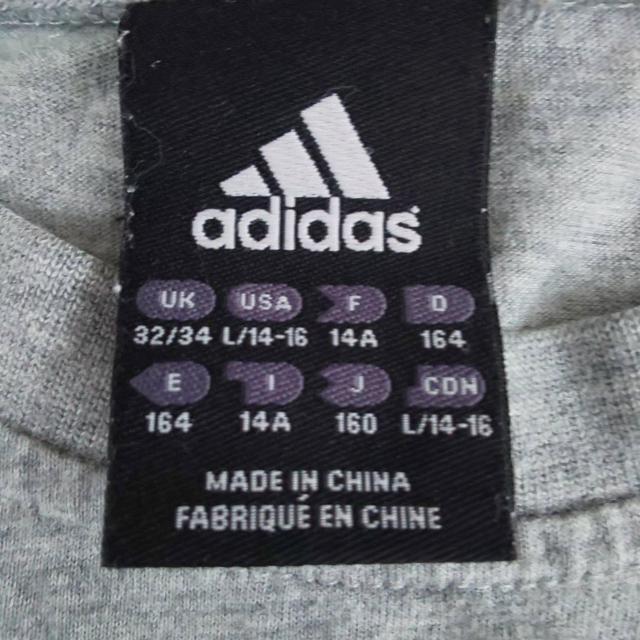 adidas
UK USA F D
32/34 L/14-16 14A 164
E I J CDN
164 14A 160 L/14-16
MADE IN CHINA
FABRIQUÉ EN CHINE